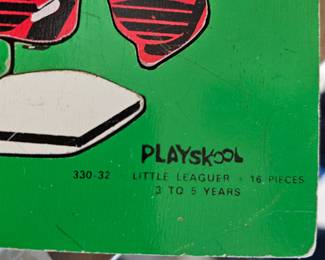 PLAYSKOOL
330-32 LITTLE LEAGUER - 16 PIECES
3 TO 5 YEARS